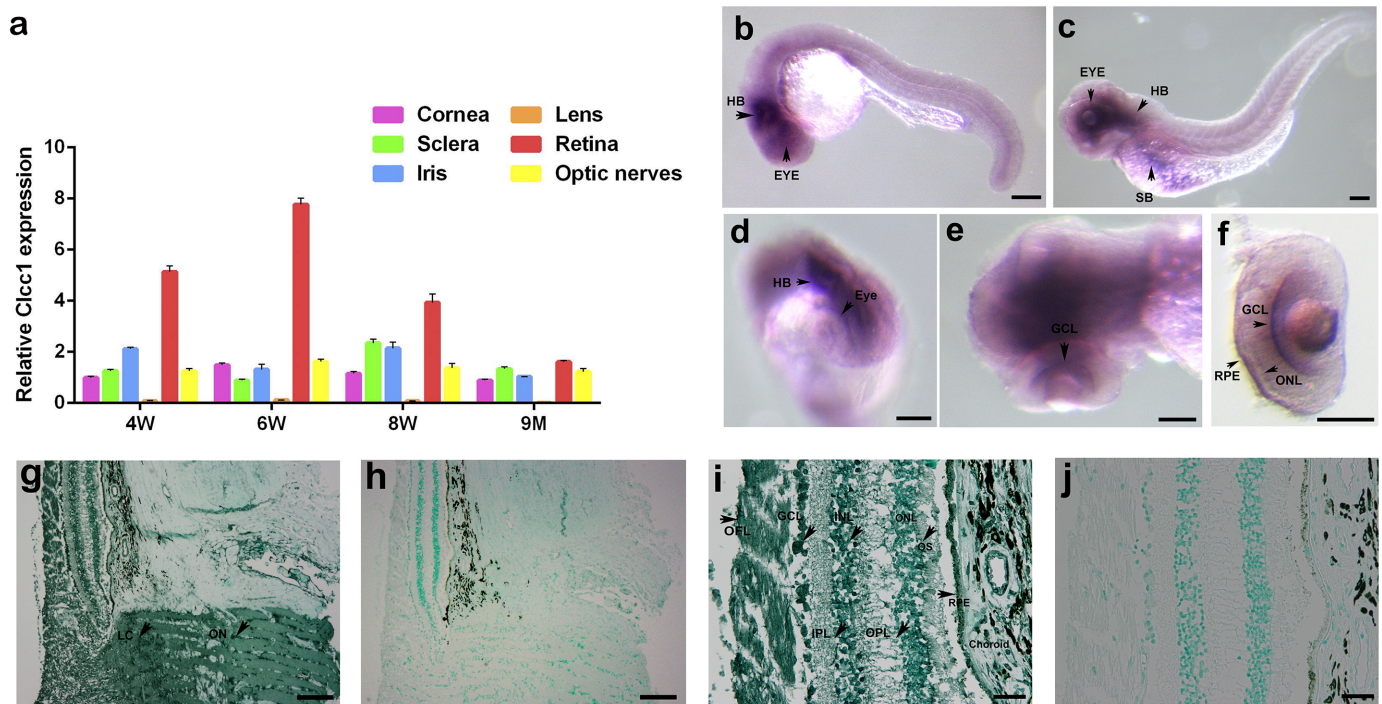 a
Relative Clcc1 expression
10
8
6
4
2
0
Cornea
Sclera
Iris
Lens
Retina
Optic nerves
4W
6W
8W
9M
b
HB
EYE
c
EYE
HB
SB
d
HB
Eye
e
GCL
f
GCL
RPE
ONL
g
LC
ON
h
i
OFL
GCL
INL
ONL
OS
RPE
IPL
OPL
Choroid
j